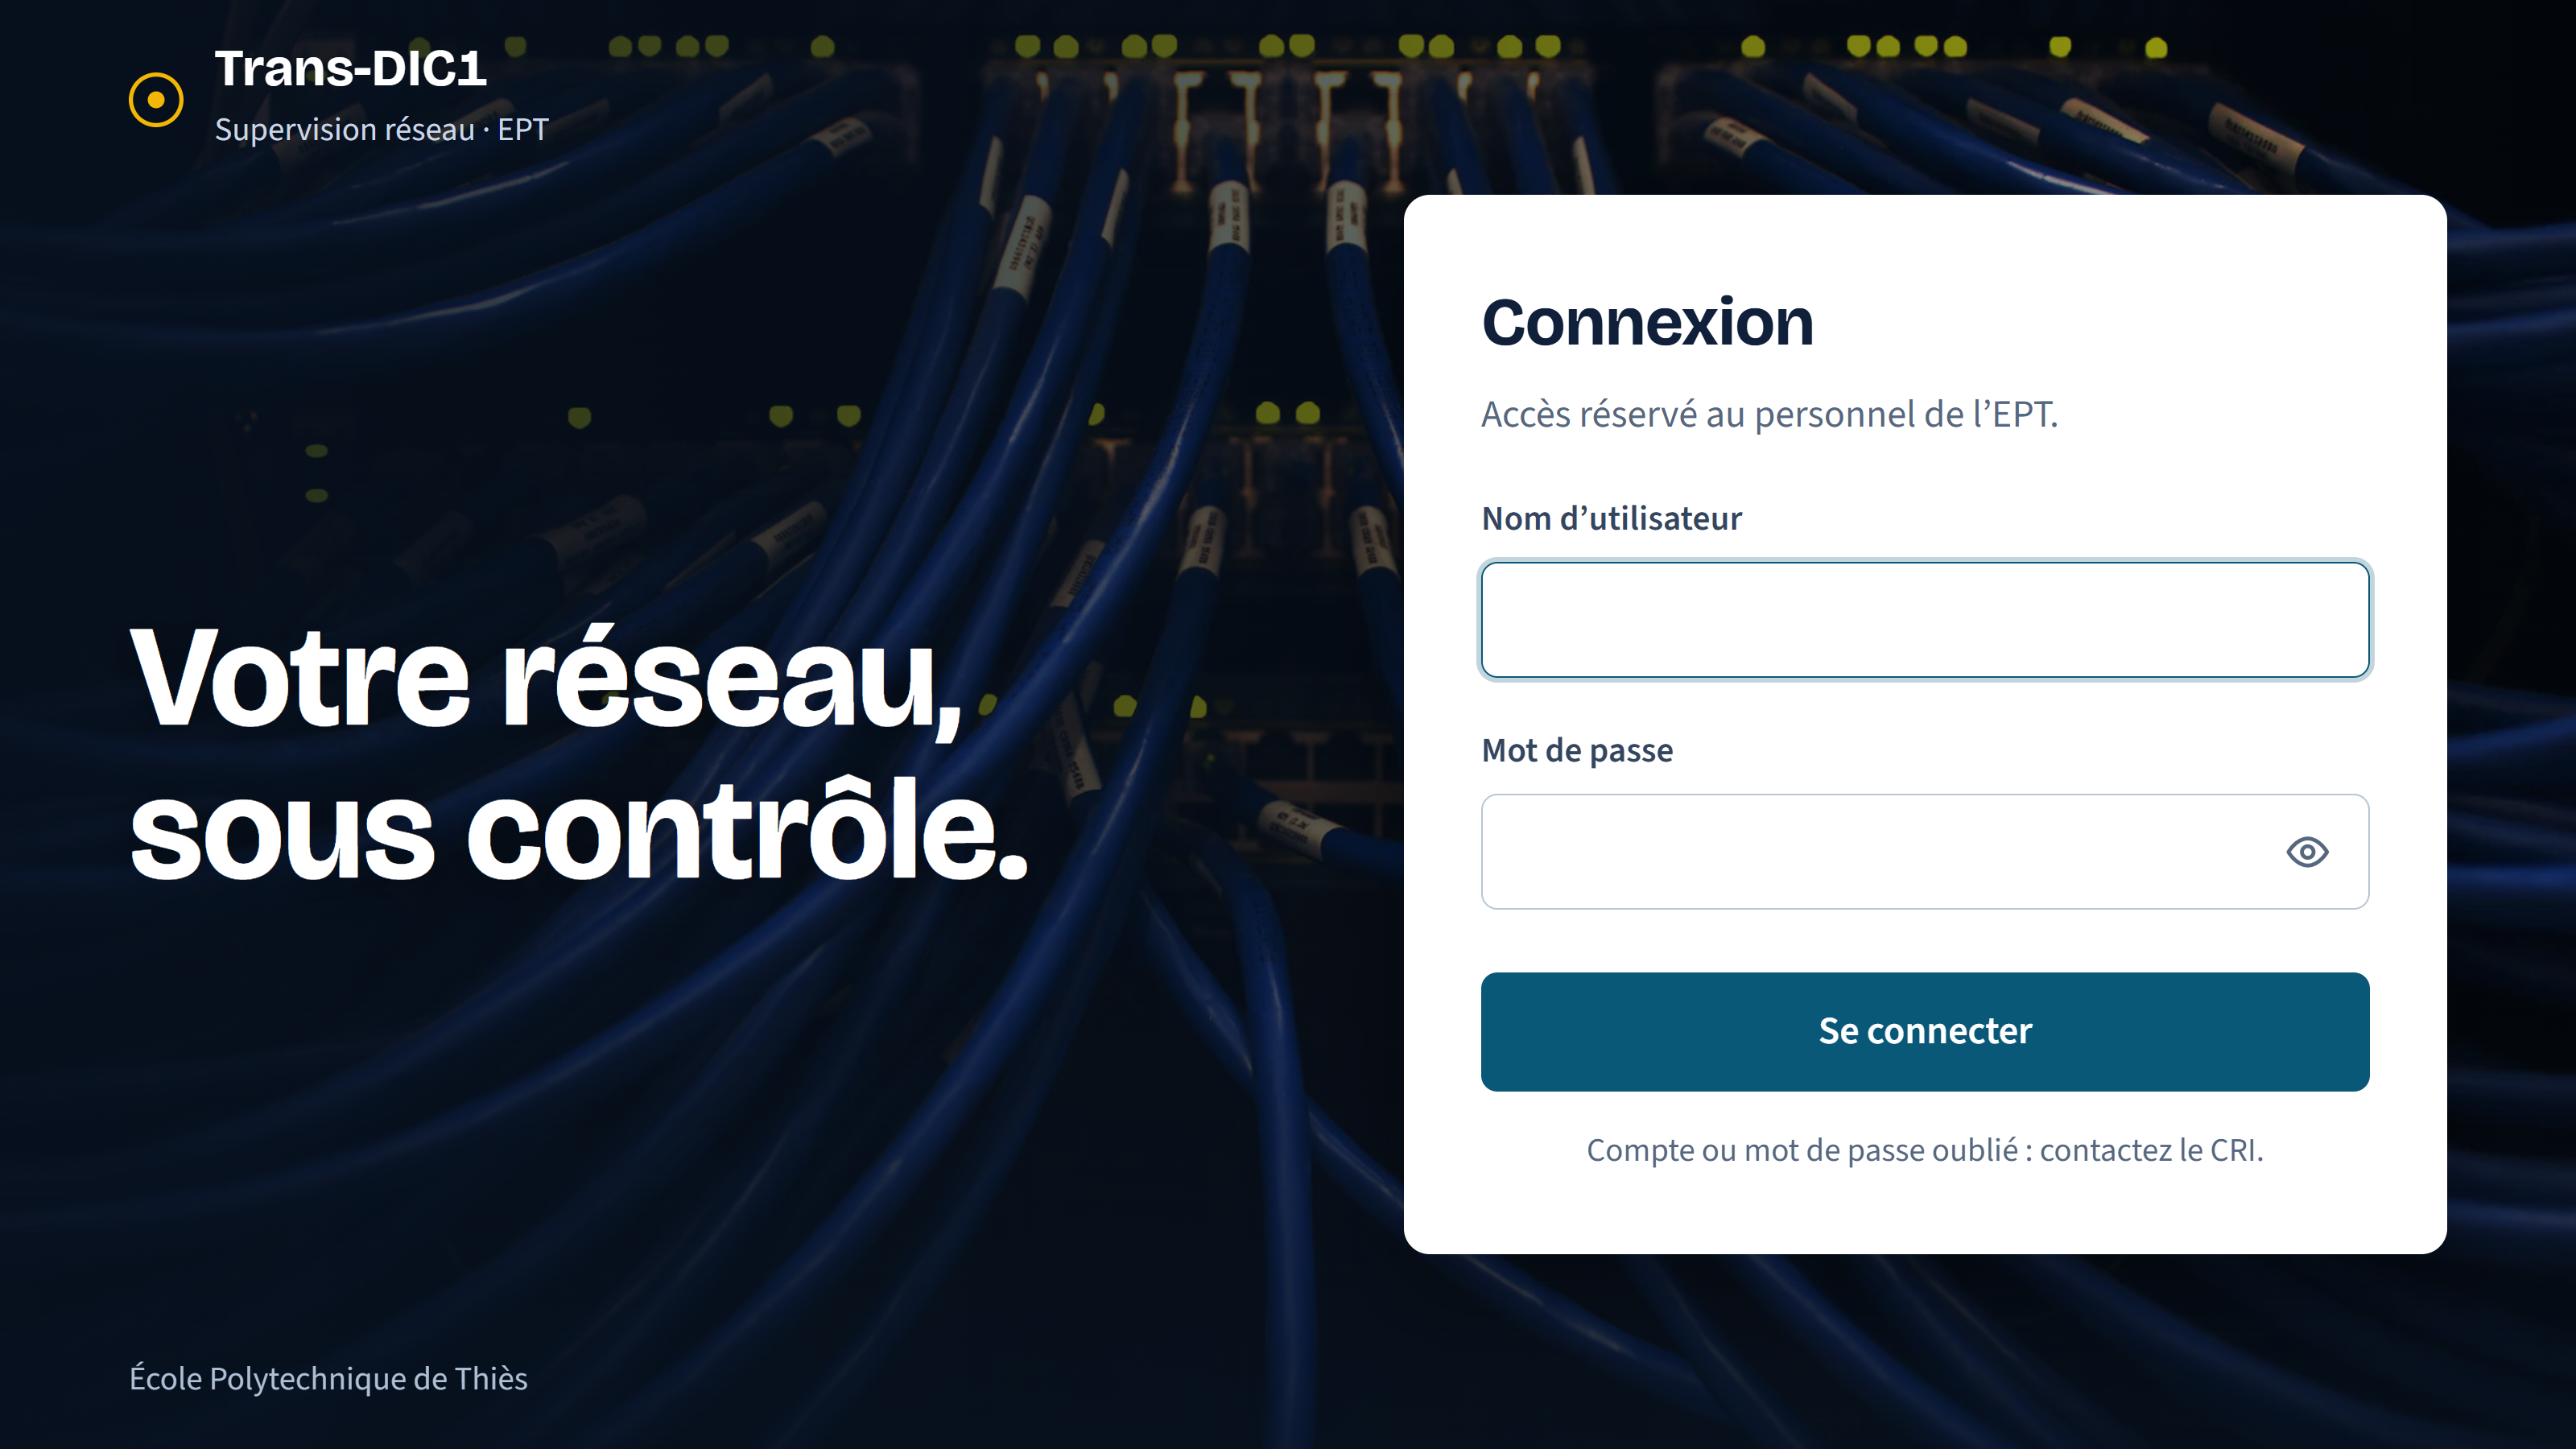 Trans-DIC1
Supervision réseau · EPT
Votre réseau,
sous contrôle.
École Polytechnique de Thiès
Connexion
Accès réservé au personnel de l’EPT.
Nom d’utilisateur
Mot de passe
Se connecter
Compte ou mot de passe oublié : contactez le CRI.